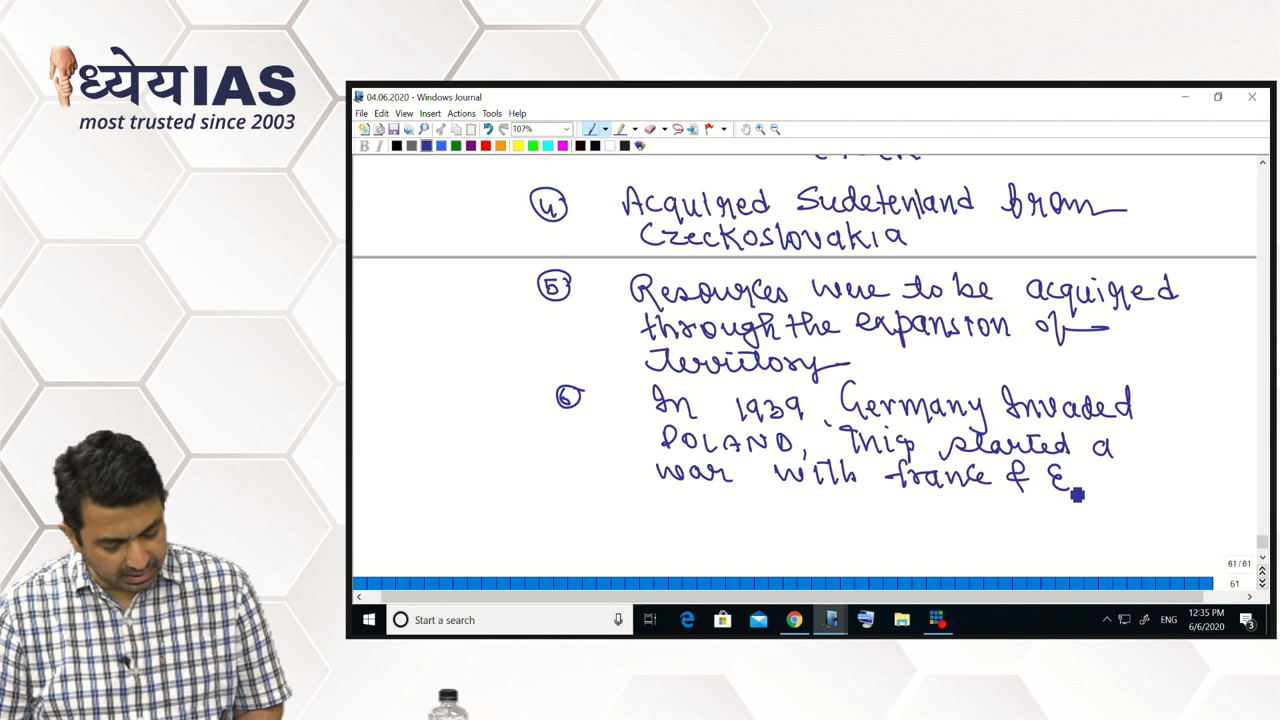 ध्येय IAS
most trusted since 2003
04.06.2020 - Windows Journal
File Edit View Insert Actions Tools Help
107%
B I
4 Acquired Sudetenland from
Czeckoslovakia
5 Resources were to be acquired
through the expansion of
Territory
6 In 1939, Germany Invaded
POLAND, This started a
war with france & E
61 / 61
61
Start a search
ENG
12:35 PM
6/6/2020
3